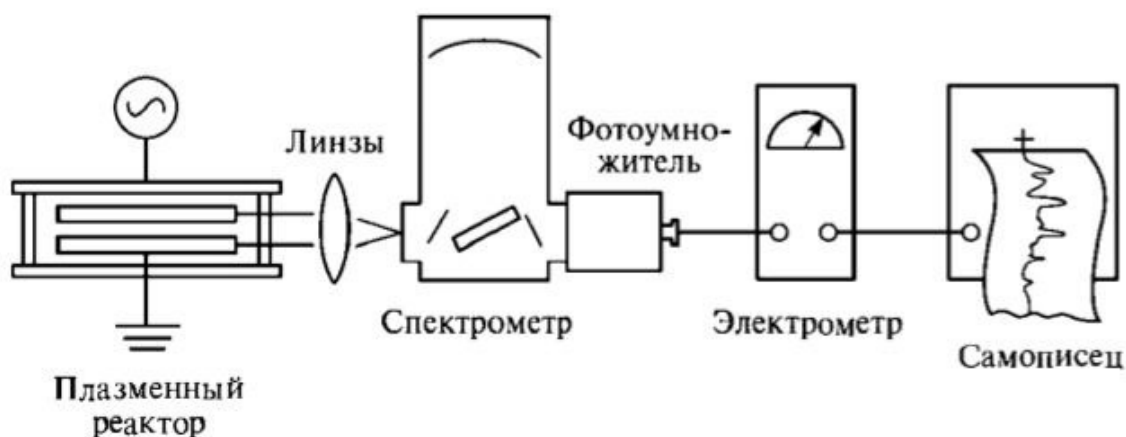 Линзы
Фотоумно-
житель
Спектрометр
Электрометр
Самописец
Плазменный
реактор